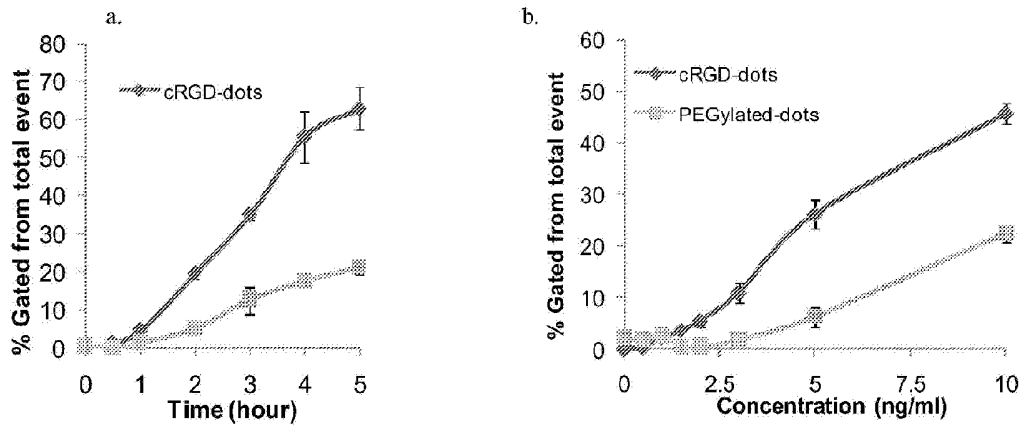 a.
% Gated from total event
80
70
60
50
40
30
20
10
0
cRGD-dots
0 1 2 3 4 5
Time (hour)
b.
% Gated from total event
60
50
40
30
20
10
0
cRGD-dots
PEGylated-dots
0 2.5 5 7.5 10
Concentration (ng/ml)